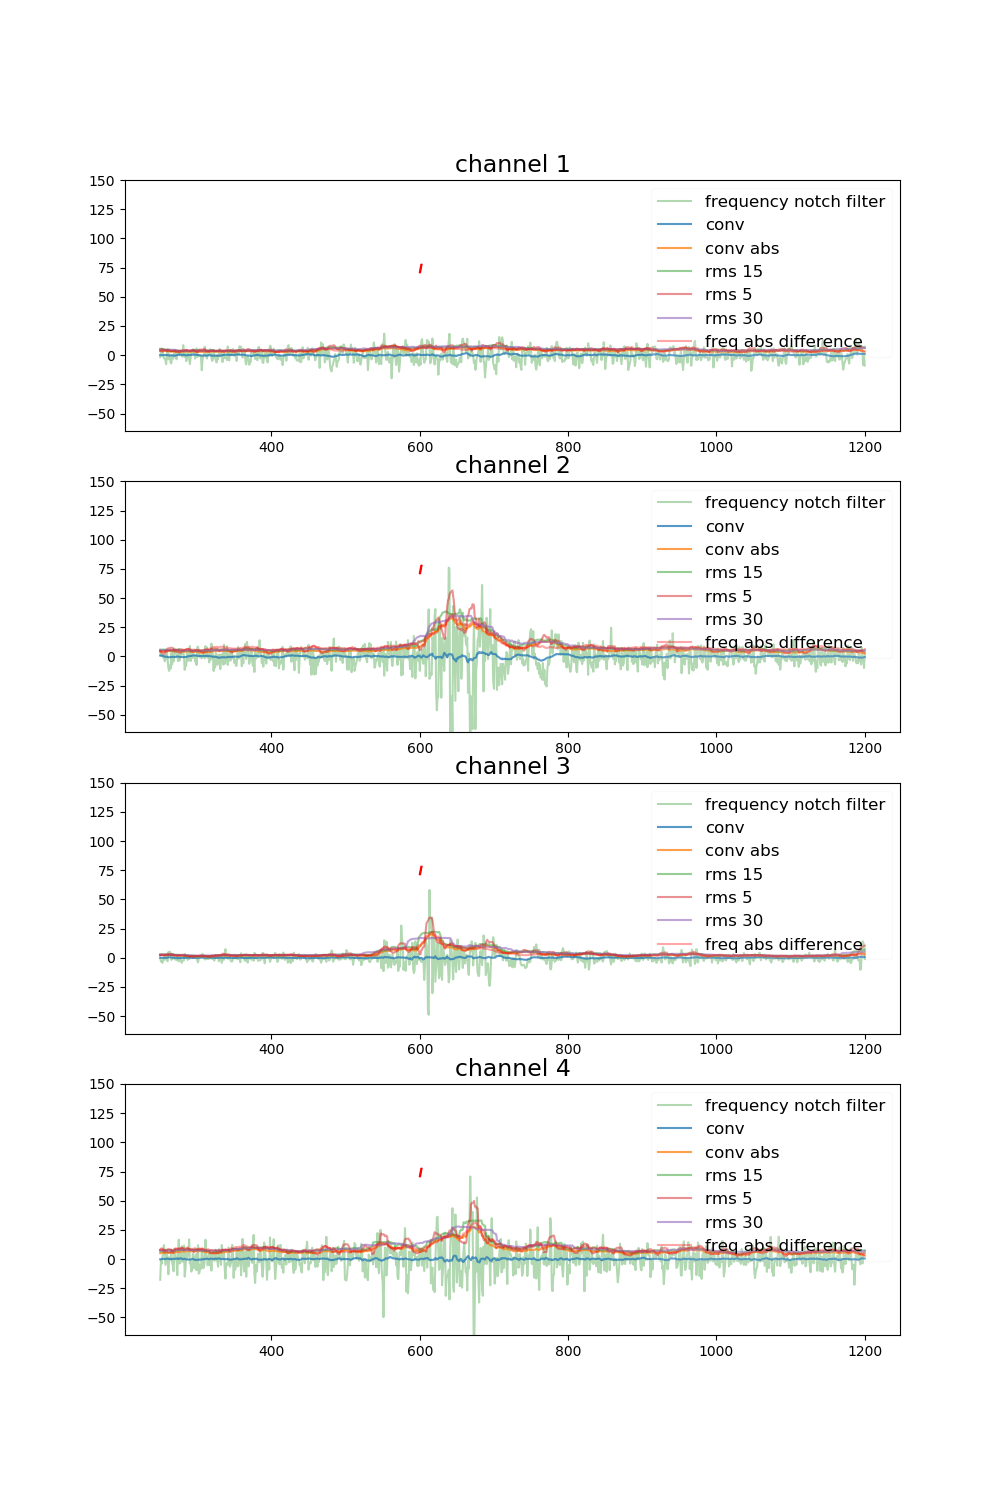 channel 1
150
125
100
75
50
25
0
−25
−50
frequency notch filter
conv
conv abs
rms 15
rms 5
rms 30
freq abs difference
400 600 800 1000 1200
channel 2
150
125
100
75
50
25
0
−25
−50
frequency notch filter
conv
conv abs
rms 15
rms 5
rms 30
freq abs difference
400 600 800 1000 1200
channel 3
150
125
100
75
50
25
0
−25
−50
frequency notch filter
conv
conv abs
rms 15
rms 5
rms 30
freq abs difference
400 600 800 1000 1200
channel 4
150
125
100
75
50
25
0
−25
−50
frequency notch filter
conv
conv abs
rms 15
rms 5
rms 30
freq abs difference
400 600 800 1000 1200